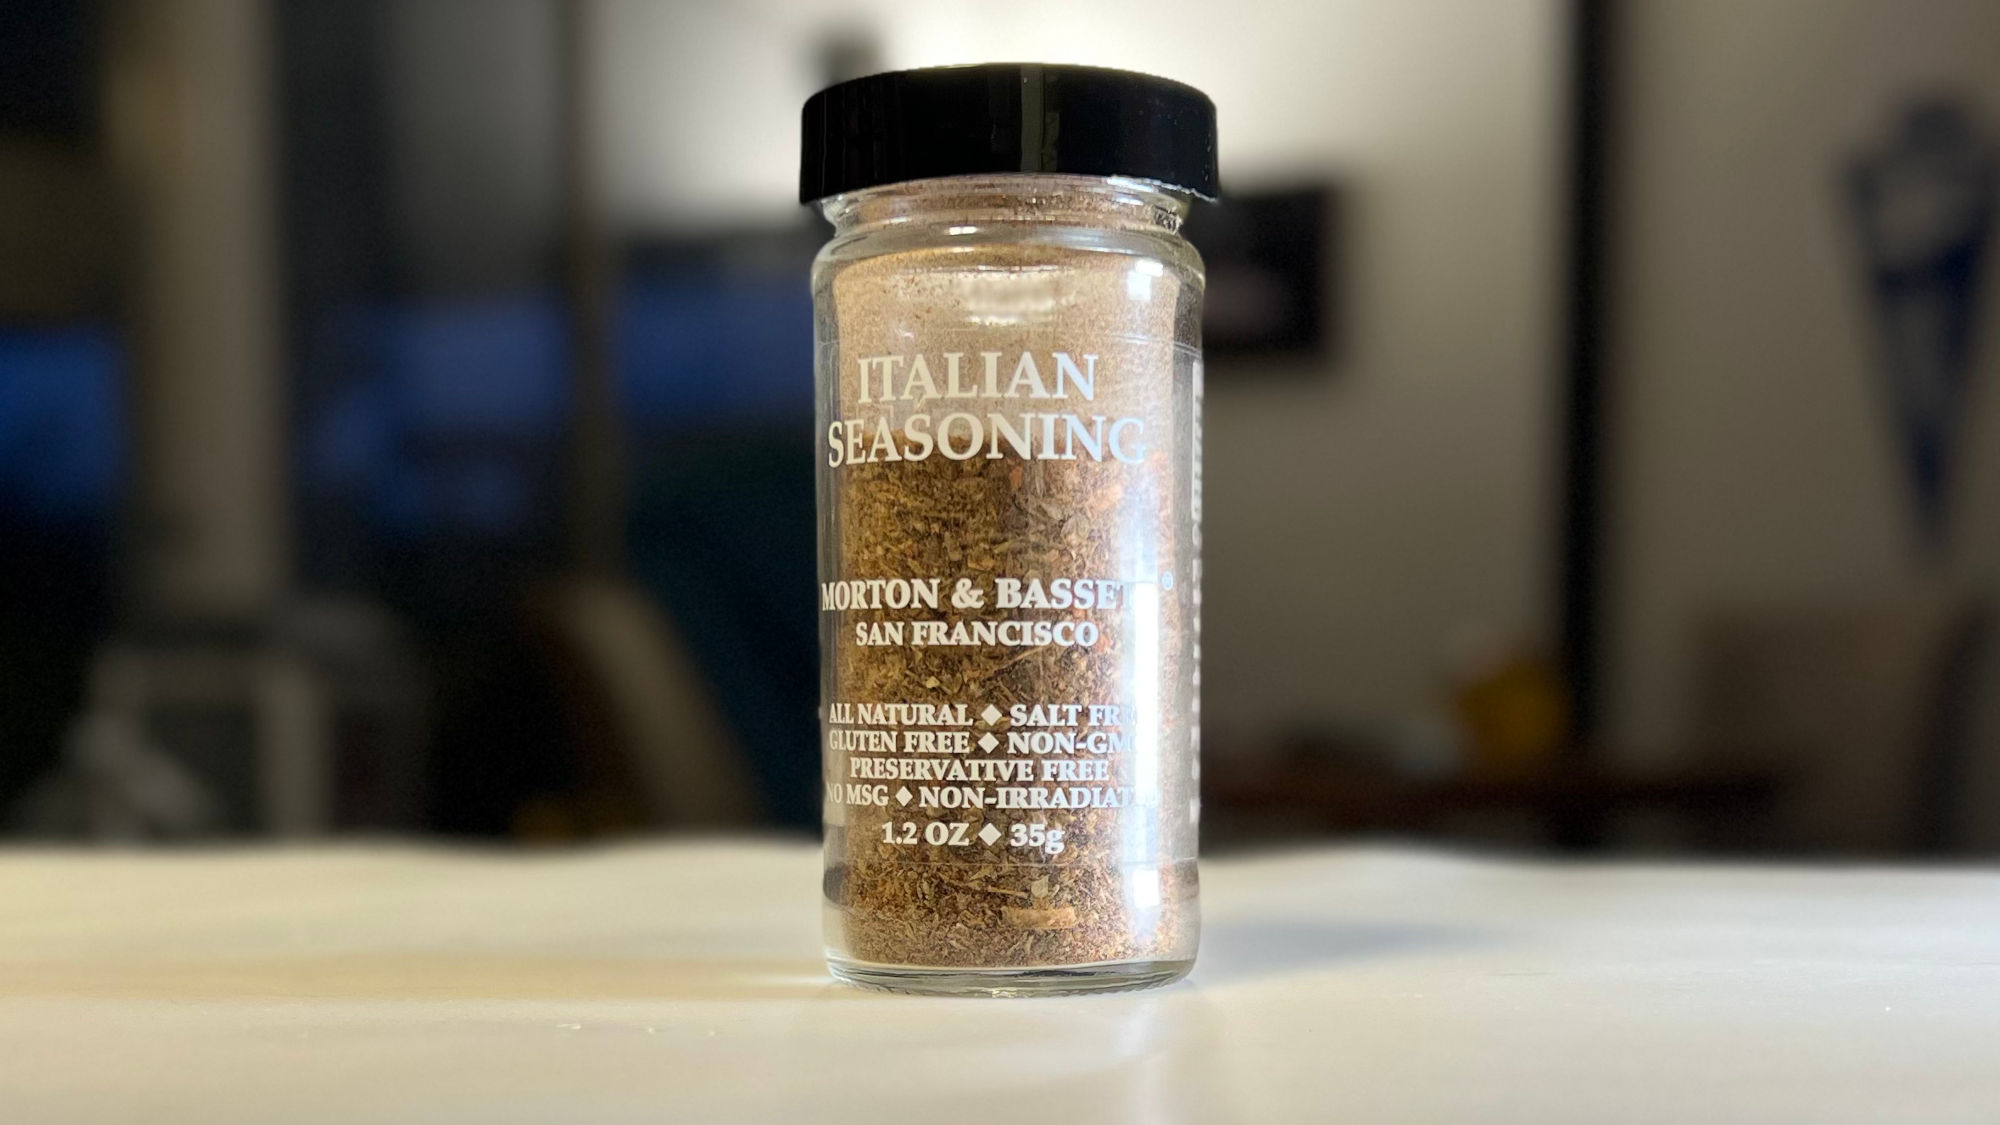 ITALIAN
SEASONING
MORTON & BASSETT®
SAN FRANCISCO
ALL NATURAL ◆ SALT FREE
GLUTEN FREE ◆ NON-GMO
PRESERVATIVE FREE
NO MSG ◆ NON-IRRADIATED
1.2 OZ ◆ 35g